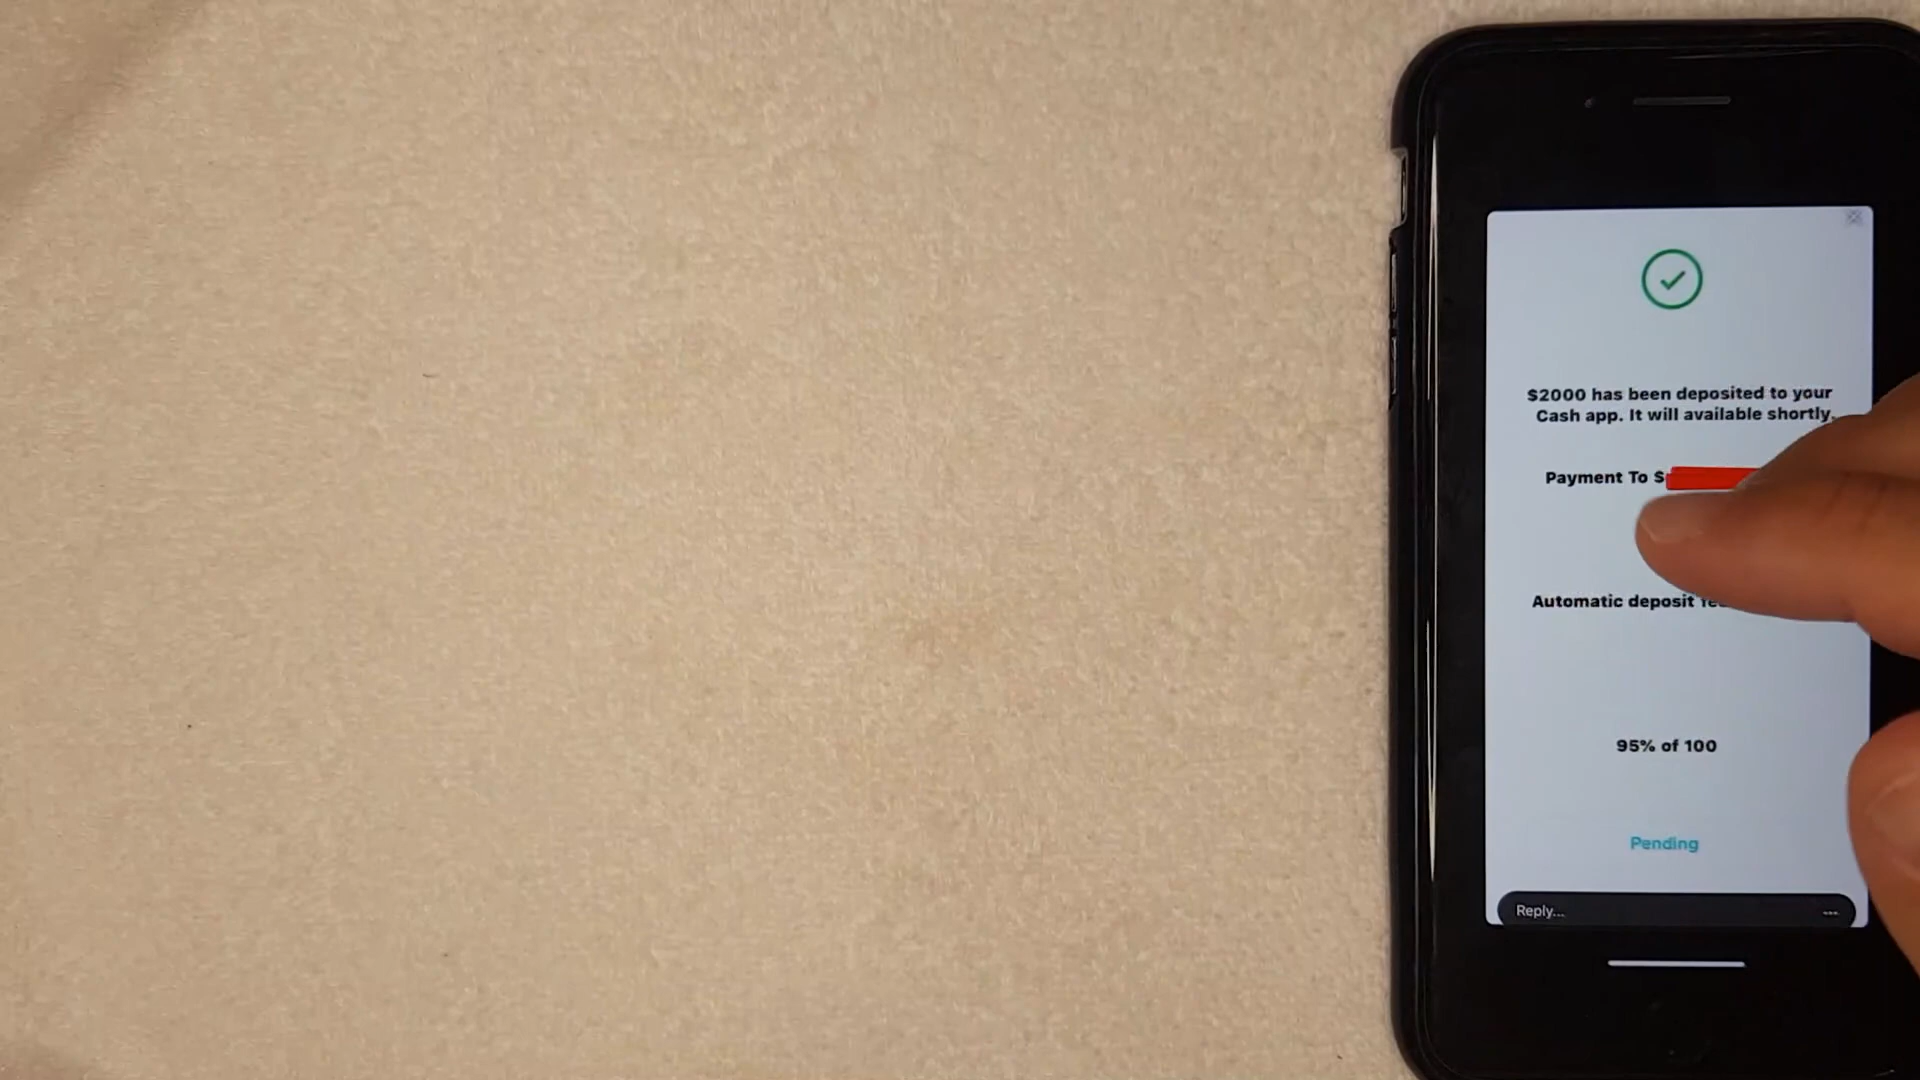 $2000 has been deposited to your
Cash app. It will available shortly.
Payment To $
Automatic deposit
95% of 100
Pending
Reply...